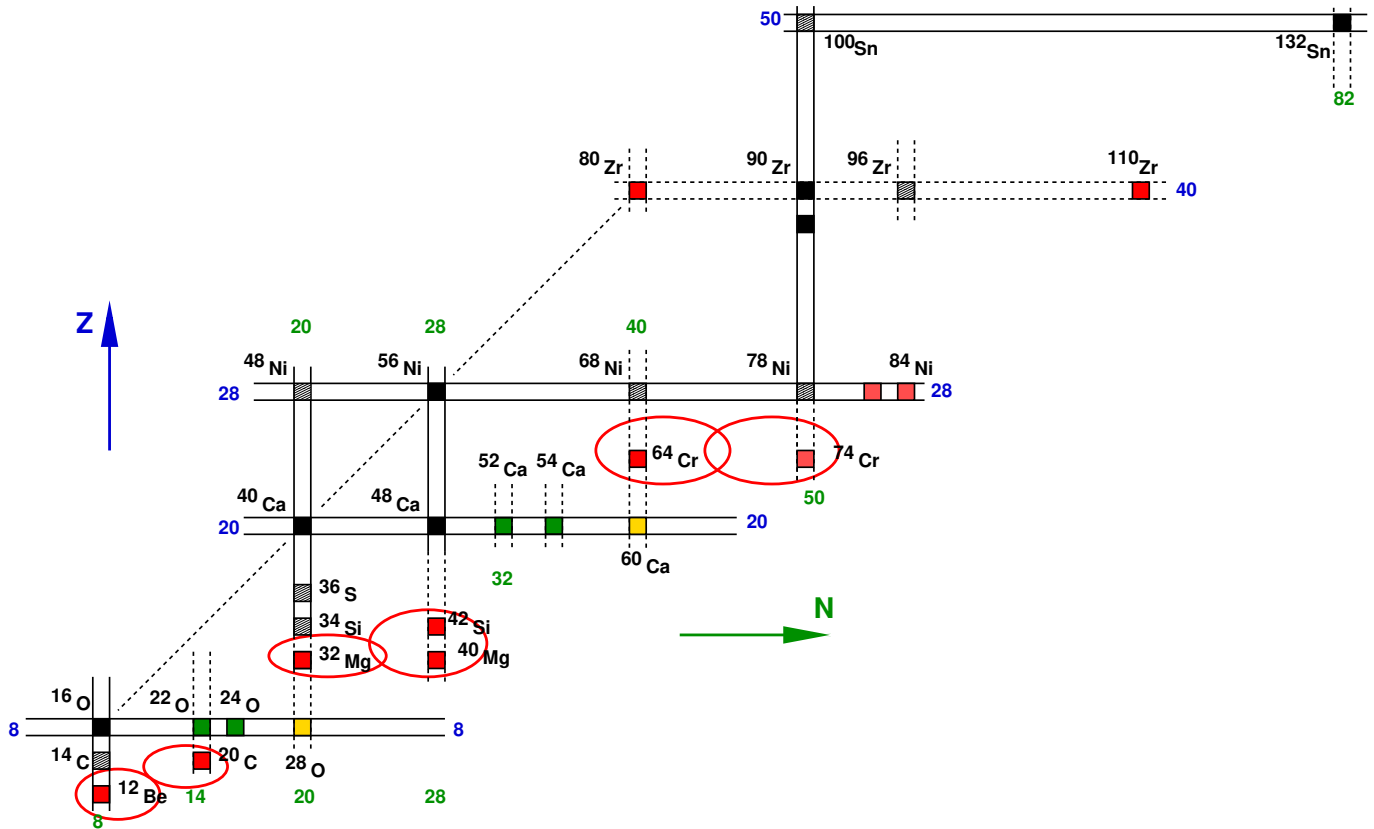 50
100Sn
132Sn
82
80Zr
90Zr
96Zr
110Zr
40
Z
20
28
40
48Ni
56Ni
68Ni
78Ni
84Ni
28
28
64Cr
74Cr
52Ca
54Ca
40Ca
48Ca
50
20
20
60Ca
32
36S
N
34Si
42Si
32Mg
40Mg
16O
22O
24O
8
8
14C
20C
28O
12Be
14
20
28
8